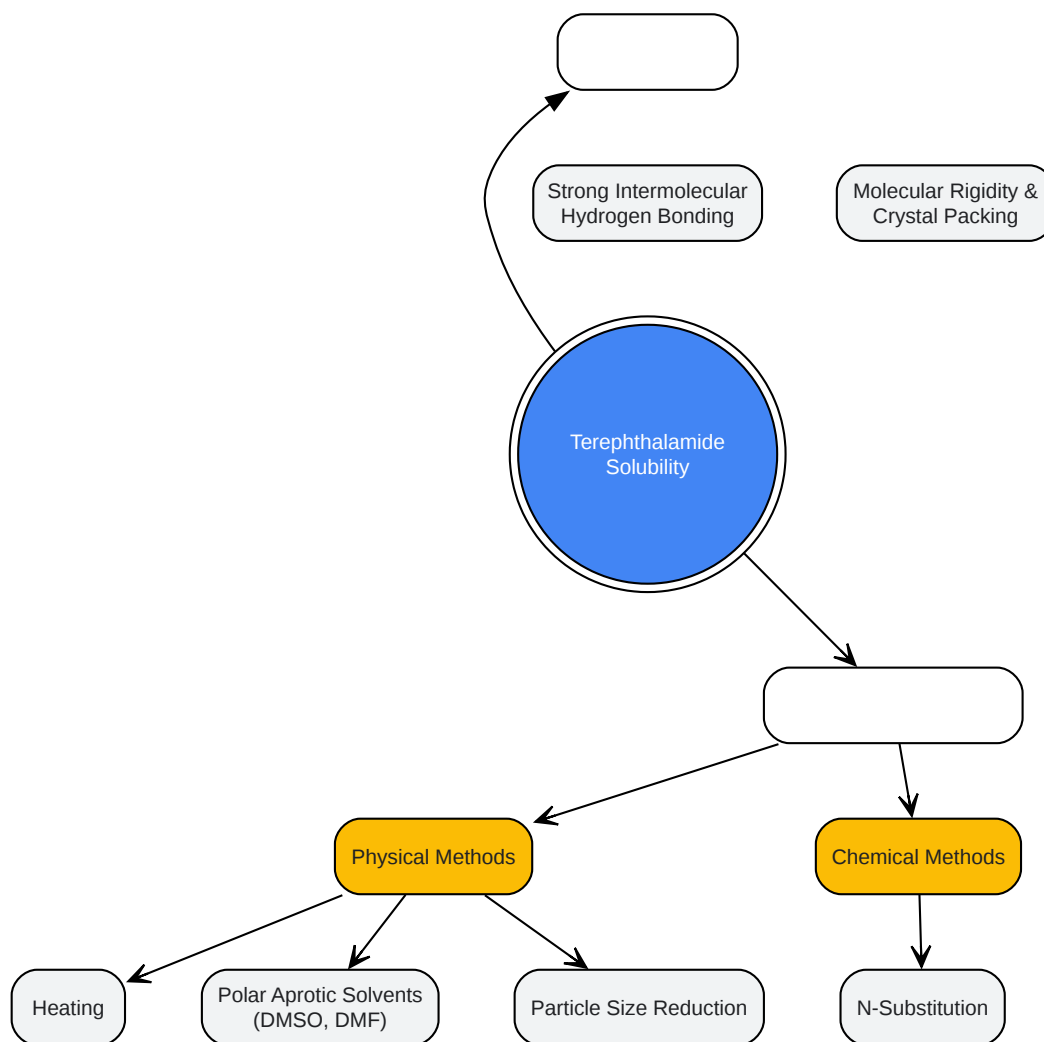 Strong Intermolecular
Hydrogen Bonding
Molecular Rigidity &
Crystal Packing
Terephthalamide
Solubility
Physical Methods
Chemical Methods
Heating
Polar Aprotic Solvents
(DMSO, DMF)
Particle Size Reduction
N-Substitution